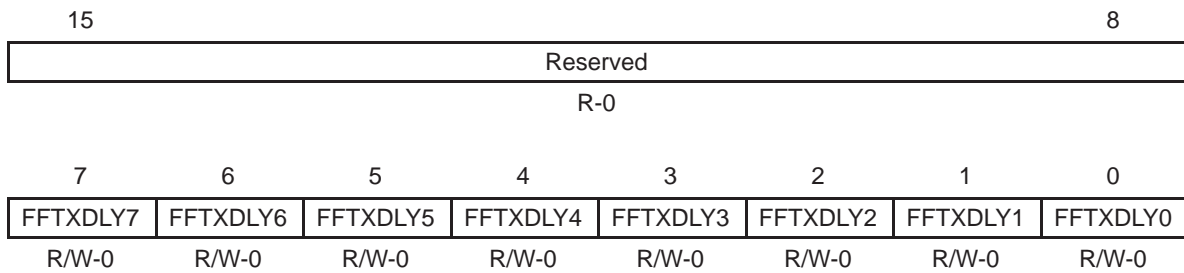 15 8
Reserved
R-0
7 6 5 4 3 2 1 0
FFTXDLY7 FFTXDLY6 FFTXDLY5 FFTXDLY4 FFTXDLY3 FFTXDLY2 FFTXDLY1 FFTXDLY0
R/W-0 R/W-0 R/W-0 R/W-0 R/W-0 R/W-0 R/W-0 R/W-0